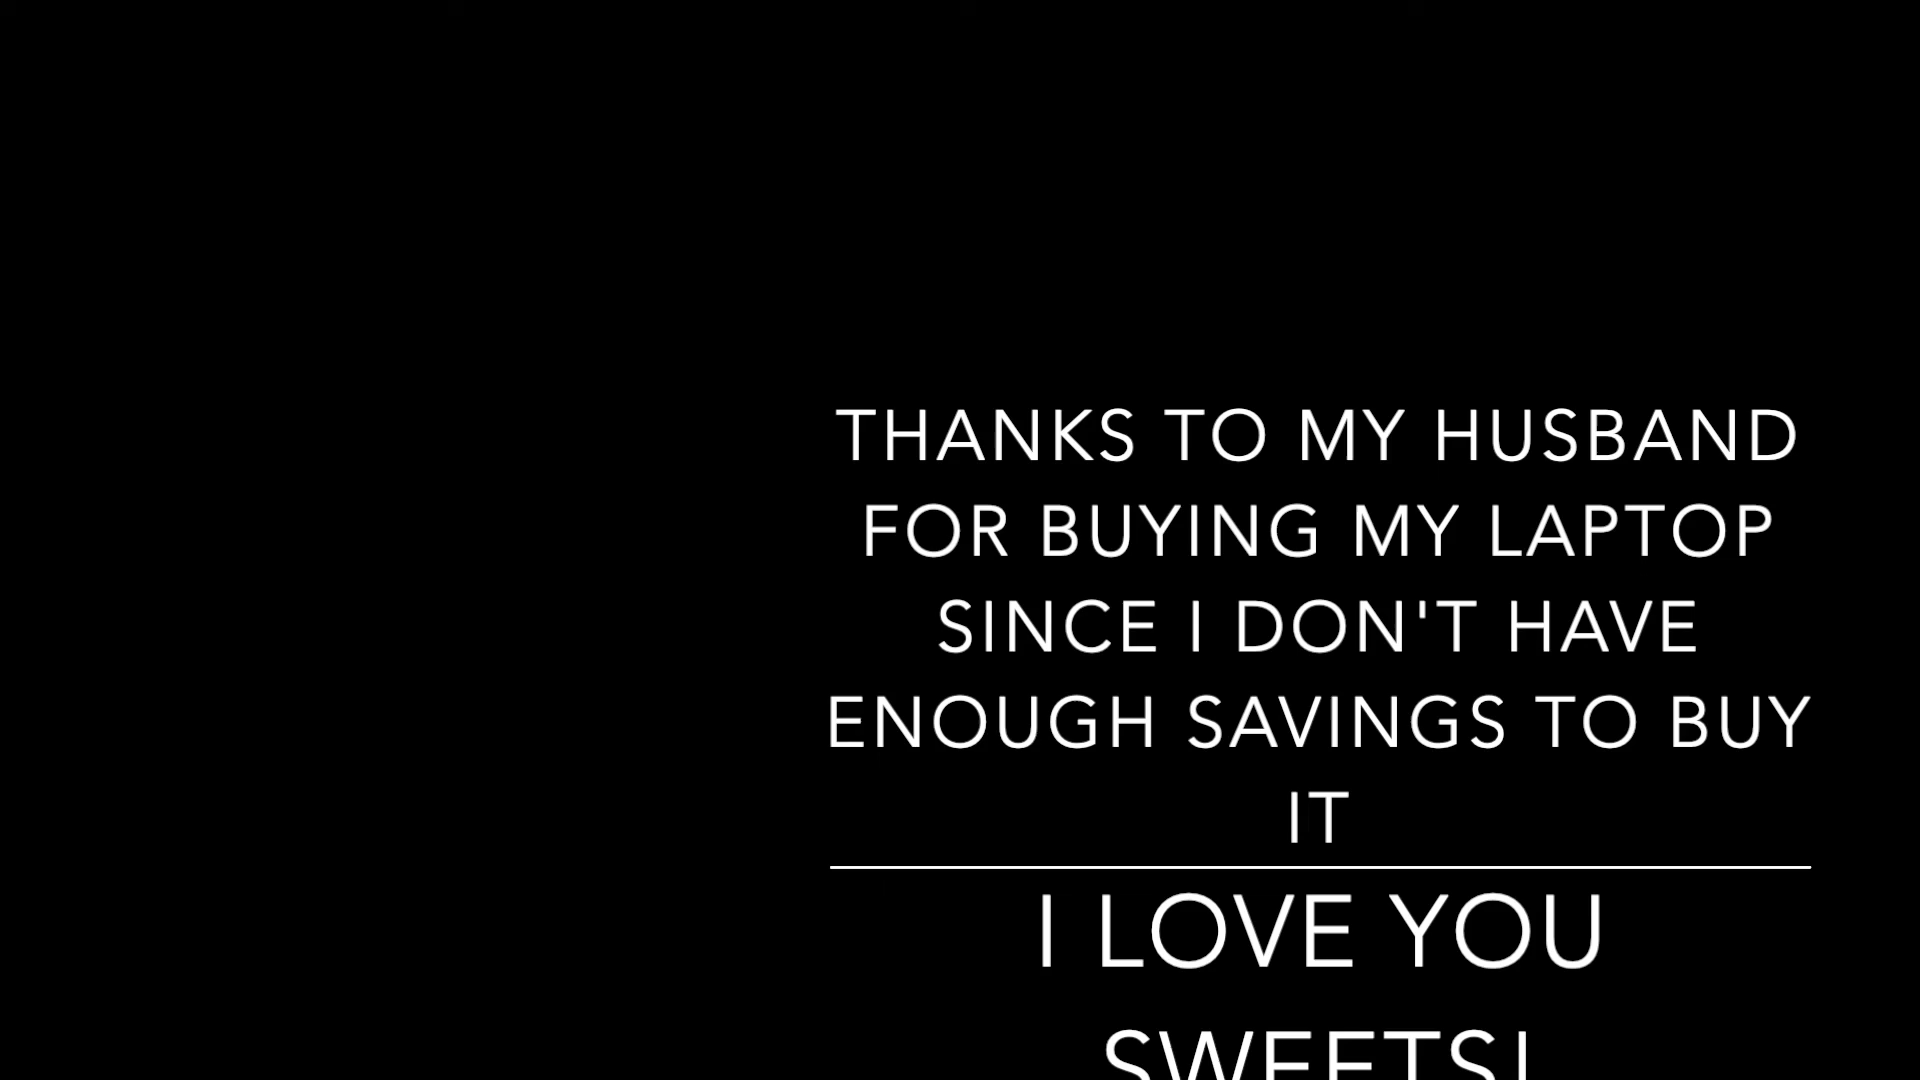 THANKS TO MY HUSBAND
FOR BUYING MY LAPTOP
SINCE I DON'T HAVE
ENOUGH SAVINGS TO BUY
IT
I LOVE YOU
SWEETS!